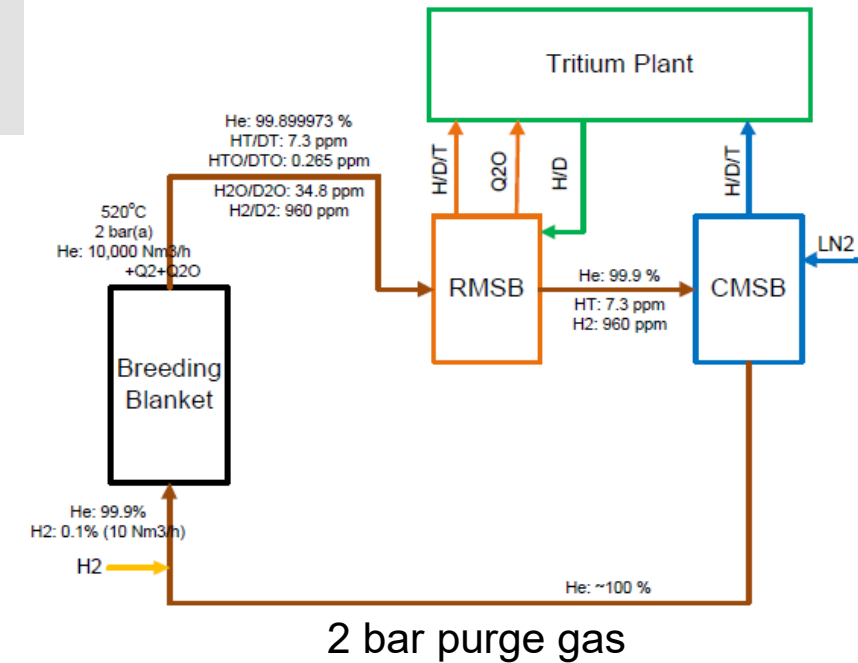 Tritium Plant
He: 99.899973 %
HT/DT: 7.3 ppm
HTO/DTO: 0.265 ppm
H2O/D2O: 34.8 ppm
H2/D2: 960 ppm
520°C
2 bar(a)
He: 10,000 Nm3/h
+Q2+Q2O
H/D/T
Q2O
H/D
H/D/T
LN2
RMSB
He: 99.9 %
HT: 7.3 ppm
H2: 960 ppm
CMSB
Breeding
Blanket
He: 99.9%
H2: 0.1% (10 Nm3/h)
H2
He: ~100 %
2 bar purge gas